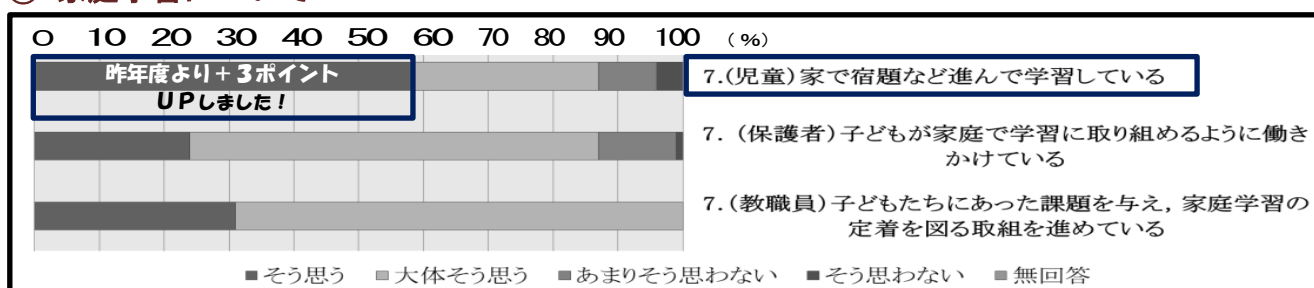 0 10 20 30 40 50 60 70 80 90 100 (%)
昨年度より+3ポイント
UPしました!
7.(児童)家で宿題など進んで学習している
7.(保護者)子どもが家庭で学習に取り組めるように働き
かけている
7.(教職員)子どもたちにあった課題を与え,家庭学習の
定着を図る取組を進めている
■そう思う ■大体そう思う ■あまりそう思わない ■そう思わない ■無回答